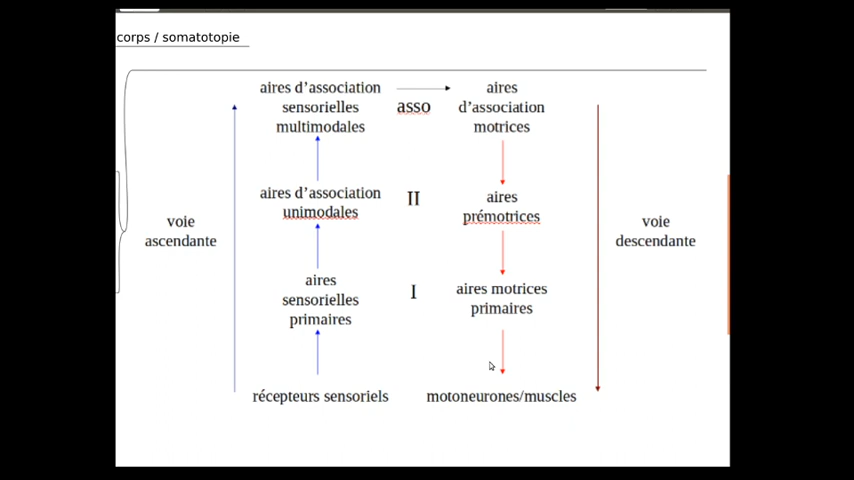 corps / somatotopie
aires d'association
sensorielles
multimodales
asso
aires
d'association
motrices
aires d'association
unimodales
II
aires
prémotrices
voie
ascendante
voie
descendante
aires
sensorielles
primaires
I
aires motrices
primaires
récepteurs sensoriels
motoneurones/muscles